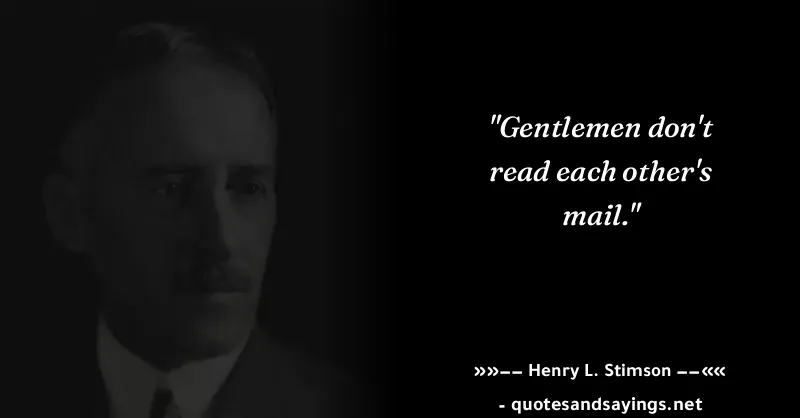 "Gentlemen don't
read each other's
mail."
»»–– Henry L. Stimson ––««
- quotesandsayings.net